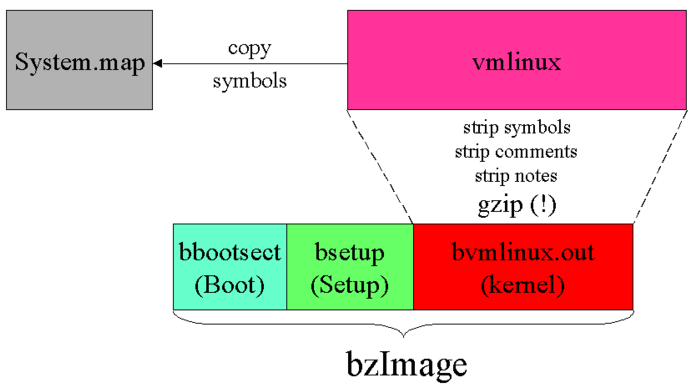 System.map
copy
symbols
vmlinux
strip symbols
strip comments
strip notes
gzip (!)
bbootsect
(Boot)
bsetup
(Setup)
bvmlinux.out
(kernel)
bzImage